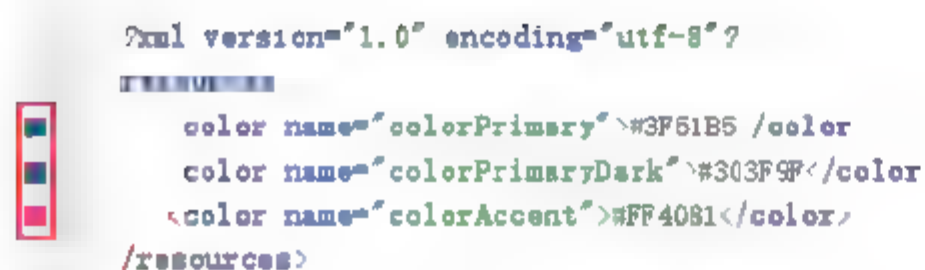 ?xml version="1.0" encoding="utf-8"?
color name="colorPrimary">#3F51B5 /color
color name="colorPrimaryDark">#303F9F</color
<color name="colorAccent">#FF4081</color>
/resources>